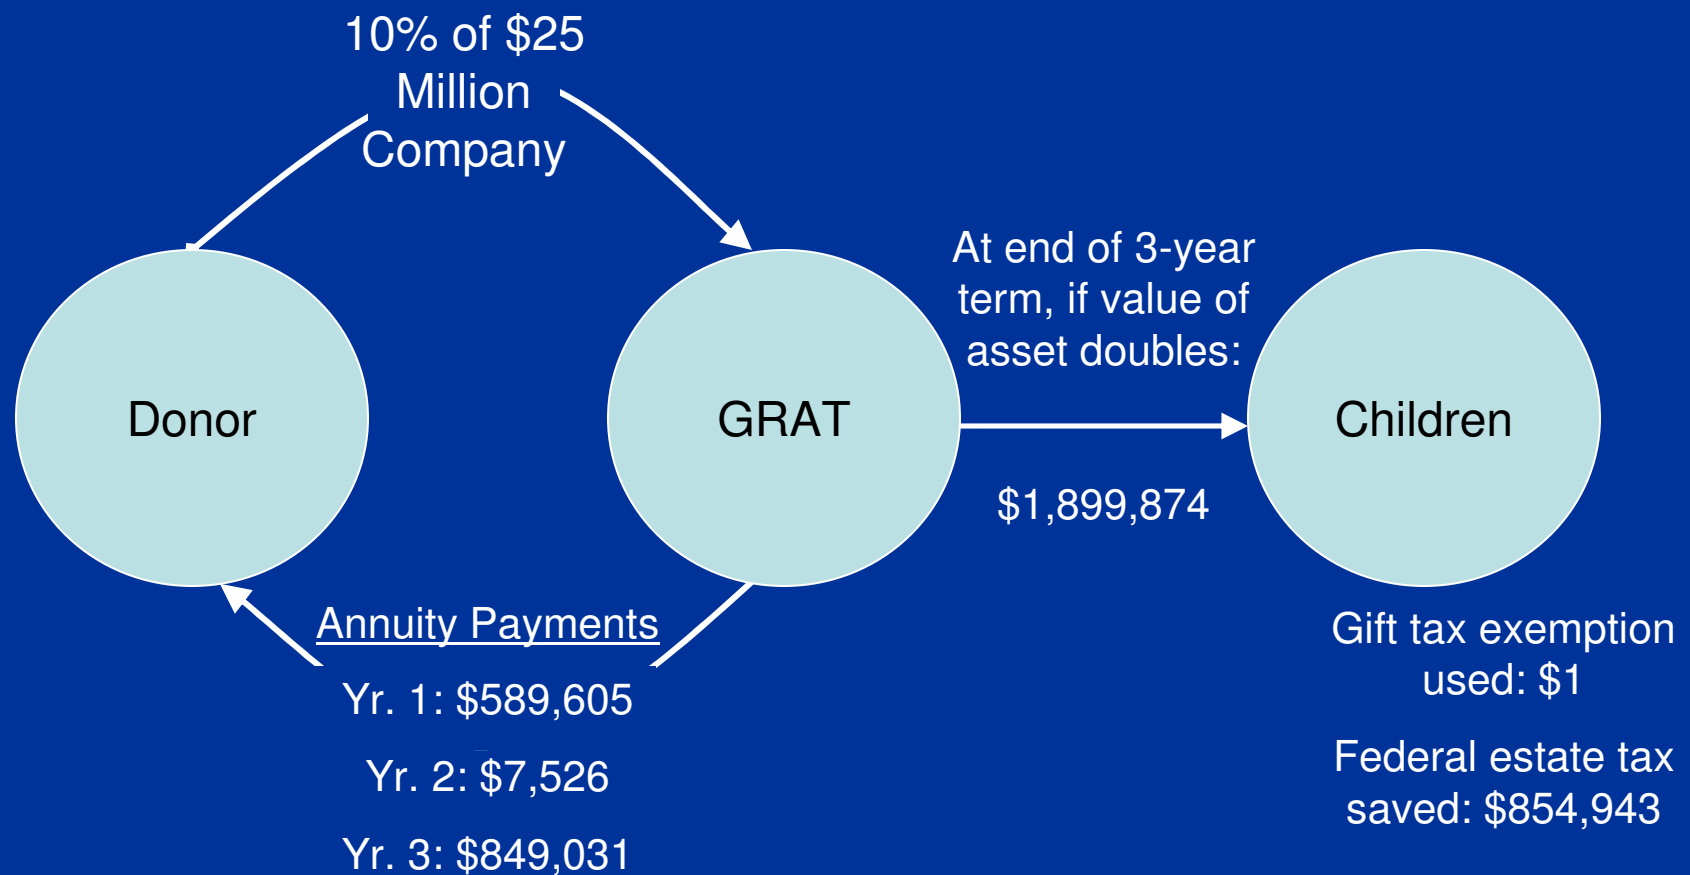 10% of $25
Million
Company
At end of 3-year
term, if value of
asset doubles:
Donor
GRAT
Children
$1,899,874
Annuity Payments
Yr. 1: $589,605
Yr. 2: $7,526
Yr. 3: $849,031
Gift tax exemption
used: $1
Federal estate tax
saved: $854,943